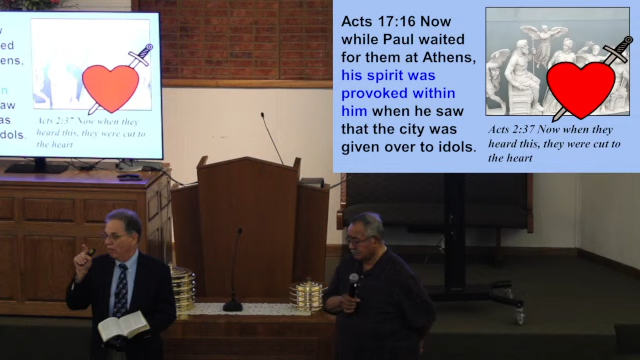 w
ed
ens,
n
aw
as
idols.
Acts 2:37 Now when they
heard this, they were cut to
the heart
Acts 17:16 Now
while Paul waited
for them at Athens,
his spirit was
provoked within
him when he saw
that the city was
given over to idols.
Acts 2:37 Now when they
heard this, they were cut to
the heart